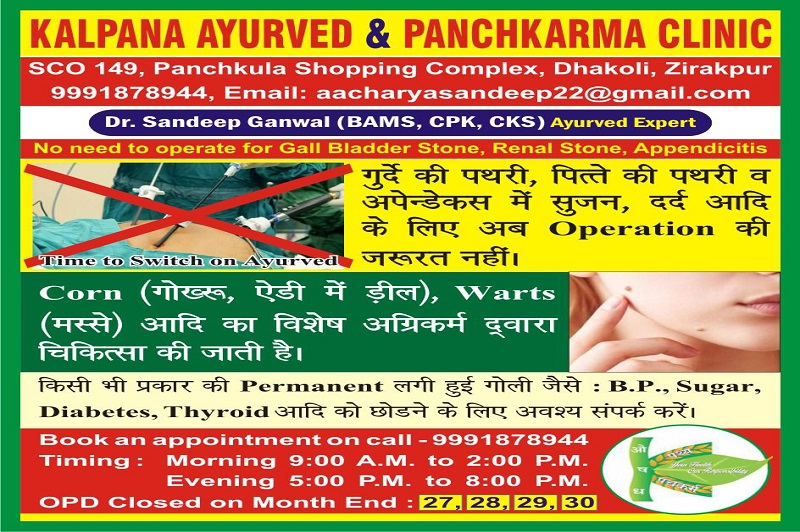 KALPANA AYURVED & PANCHKARMA CLINIC
SCO 149, Panchkula Shopping Complex, Dhakoli, Zirakpur
9991878944, Email: aacharyasandeep22@gmail.com
Dr. Sandeep Ganwal (BAMS, CPK, CKS) Ayurved Expert
No need to operate for Gall Bladder Stone, Renal Stone, Appendicitis
Time to Switch on Ayurved
गुर्दे की पथरी, पित्ते की पथरी व
अपेन्डेकस में सुजन, दर्द आदि
के लिए अब Operation की
जरूरत नहीं।
Corn (गोखरू, ऐडी में ड़ील), Warts
(मस्से) आदि का विशेष अग्रिकर्म द्वारा
चिकित्सा की जाती है।
किसी भी प्रकार की Permanent लगी हुई गोली जैसे : B.P., Sugar,
Diabetes, Thyroid आदि को छोडने के लिए अवश्य संपर्क करें।
Book an appointment on call - 9991878944
Timing : Morning 9:00 A.M. to 2:00 P.M.
Evening 5:00 P.M. to 8:00 P.M.
OPD Closed on Month End : 27, 28, 29, 30
औषध
पथ्य
पंचकर्म